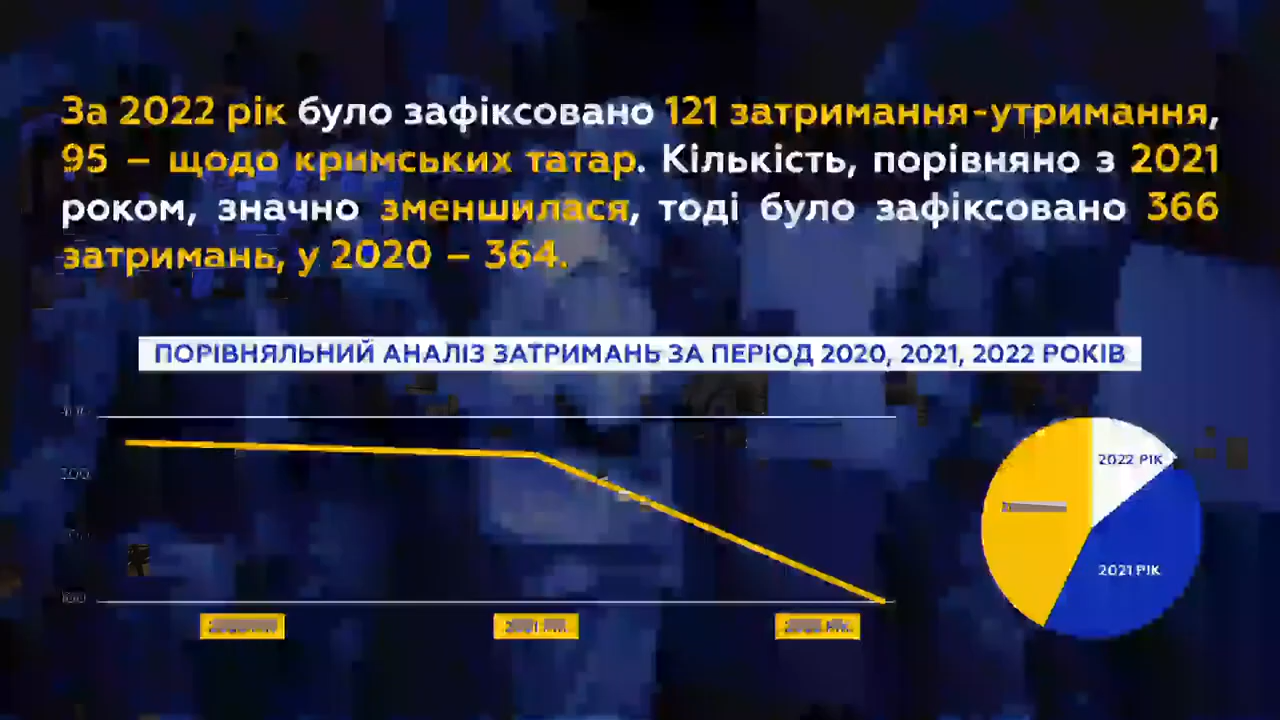 За 2022 рік було зафіксовано 121 затримання-утримання,
95 – щодо кримських татар. Кількість, порівняно з 2021
роком, значно зменшилася, тоді було зафіксовано 366
затримань, у 2020 – 364.
ПОРІВНЯЛЬНИЙ АНАЛІЗ ЗАТРИМАНЬ ЗА ПЕРІОД 2020, 2021, 2022 РОКІВ
300
2022 РІК
2021 РІК